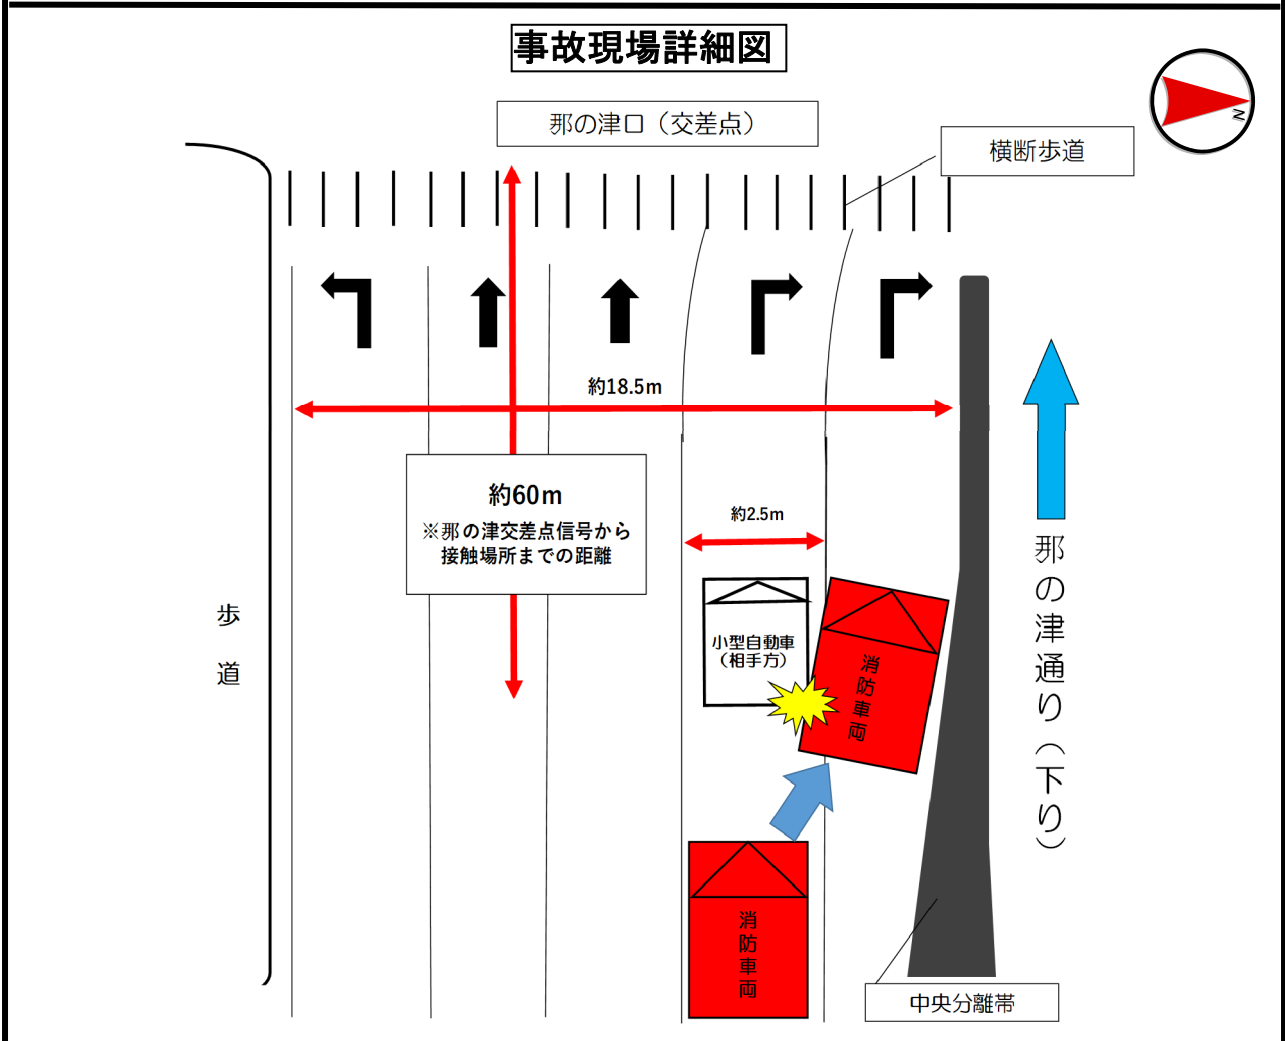 事故現場詳細図
N
那の津口（交差点）
横断歩道
約18.5m
約60m
※那の津交差点信号から
接触場所までの距離
約2.5m
那の津通り（下り）
歩道
小型自動車
（相手方）
消防車両
消防車両
中央分離帯